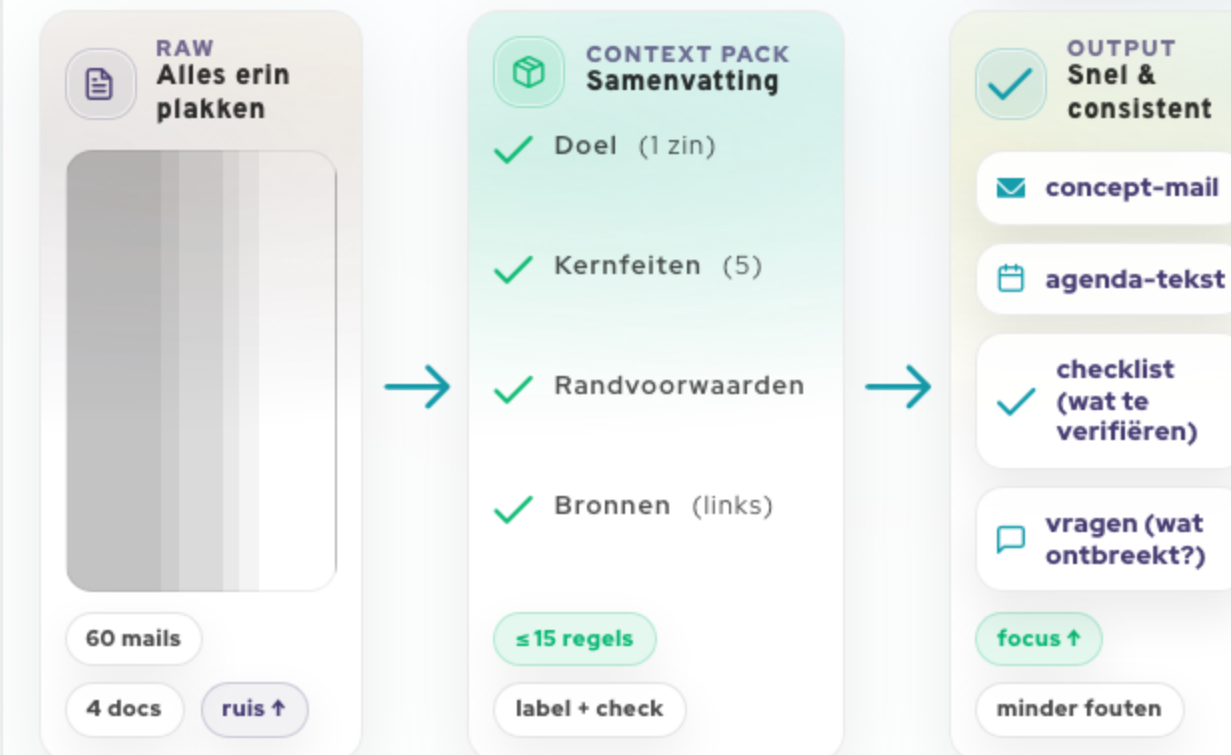 RAW
Alles erin
plakken
60 mails
4 docs
ruis ↑
CONTEXT PACK
Samenvatting
Doel (1 zin)
Kernfeiten (5)
Randvoorwaarden
Bronnen (links)
≤ 15 regels
label + check
OUTPUT
Snel &
consistent
concept-mail
agenda-tekst
checklist
(wat te
verifiëren)
vragen (wat
ontbreekt?)
focus ↑
minder fouten